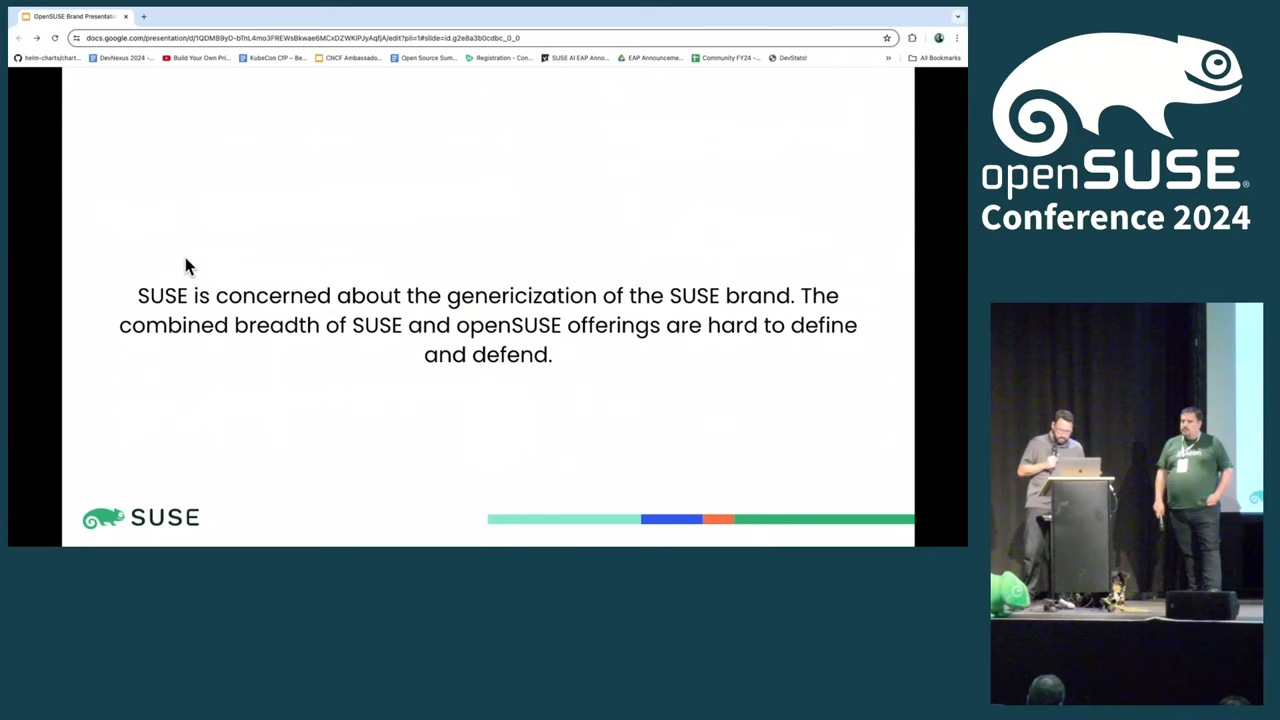 OpenSUSE Brand Presentati
docs.google.com/presentation/d/1QDMB9yD-bTnL4mo3FREWsBkwae6MCxDZWKlPJyAqfjA/edit?pli=1#slide=id.g2e8a3b0cdbc_0_0
helm-charts/chart... DevNexus 2024 -... Build Your Own Pri... KubeCon CfP – Be... CNCF Ambassado... Open Source Sum... Registration - Con... SUSE AI EAP Anno... EAP Announceme... Community FY24 -... DevStats! » All Bookmarks
SUSE is concerned about the genericization of the SUSE brand. The
combined breadth of SUSE and openSUSE offerings are hard to define
and defend.
SUSE
openSUSE®
Conference 2024